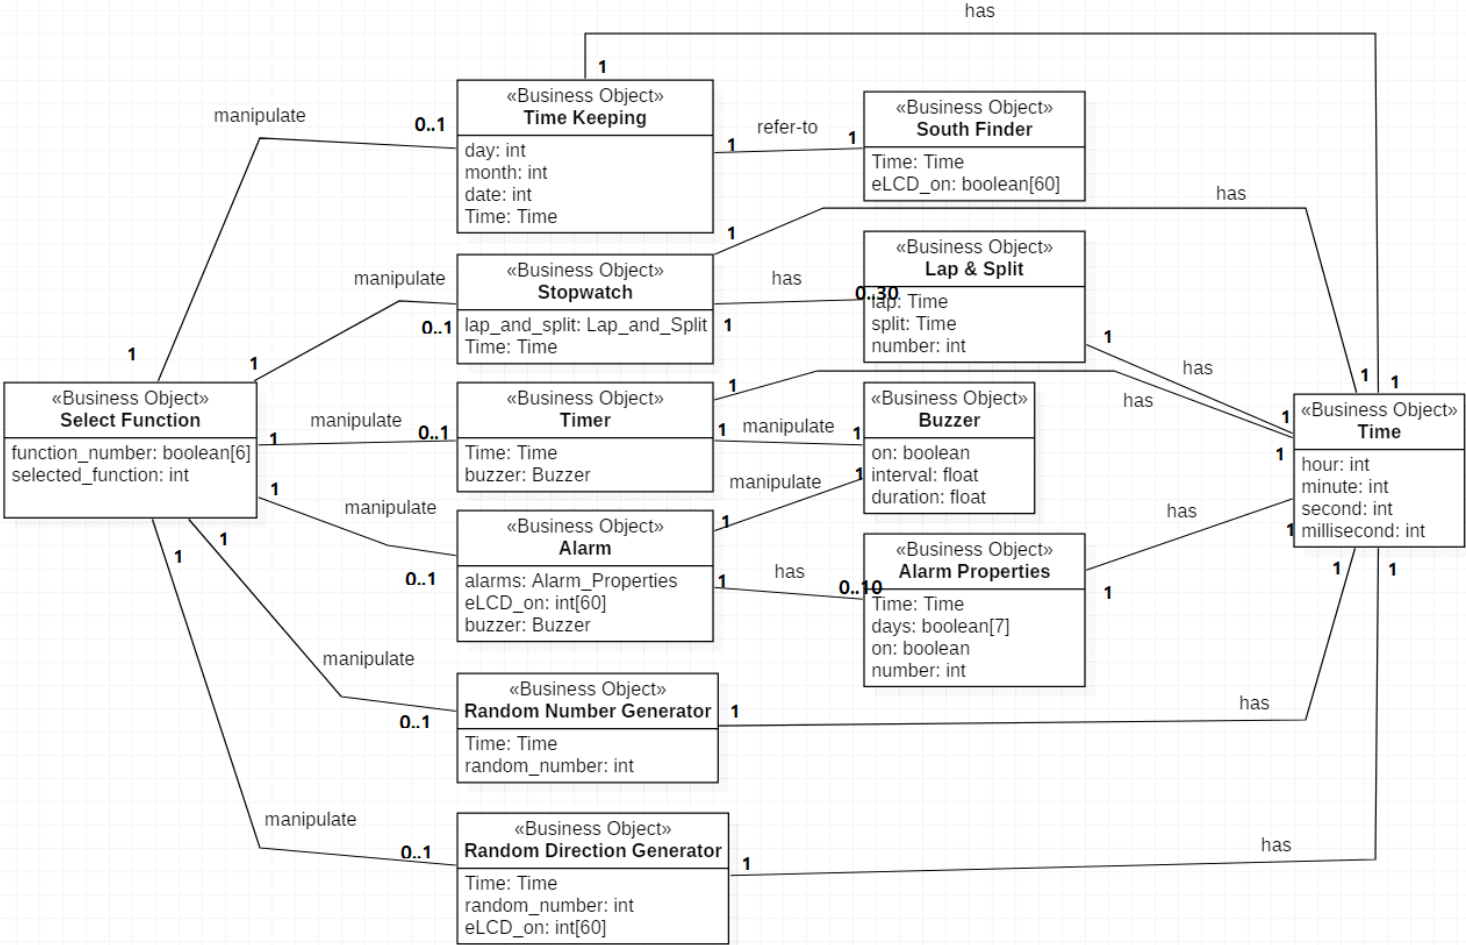 has
1
«Business Object»
Time Keeping
day: int
month: int
date: int
Time: Time
manipulate
0..1
1
refer-to
1
«Business Object»
South Finder
Time: Time
eLCD_on: boolean[60]
has
1
«Business Object»
Stopwatch
lap_and_split: Lap_and_Split
Time: Time
manipulate
0..1
has
1
0..30
«Business Object»
Lap & Split
lap: Time
split: Time
number: int
1
has
1
1
1
1
1
«Business Object»
Select Function
function_number: boolean[6]
selected_function: int
manipulate
1
0..1
«Business Object»
Timer
Time: Time
buzzer: Buzzer
1
has
1
manipulate
1
«Business Object»
Buzzer
on: boolean
interval: float
duration: float
1
1
«Business Object»
Time
hour: int
minute: int
second: int
millisecond: int
1
manipulate
0..1
«Business Object»
Alarm
alarms: Alarm_Properties
eLCD_on: int[60]
buzzer: Buzzer
manipulate
1
1
1
has
0..10
«Business Object»
Alarm Properties
Time: Time
days: boolean[7]
on: boolean
number: int
has
1
1
1
1
1
1
manipulate
0..1
«Business Object»
Random Number Generator
Time: Time
random_number: int
1
has
manipulate
0..1
«Business Object»
Random Direction Generator
Time: Time
random_number: int
eLCD_on: int[60]
1
has